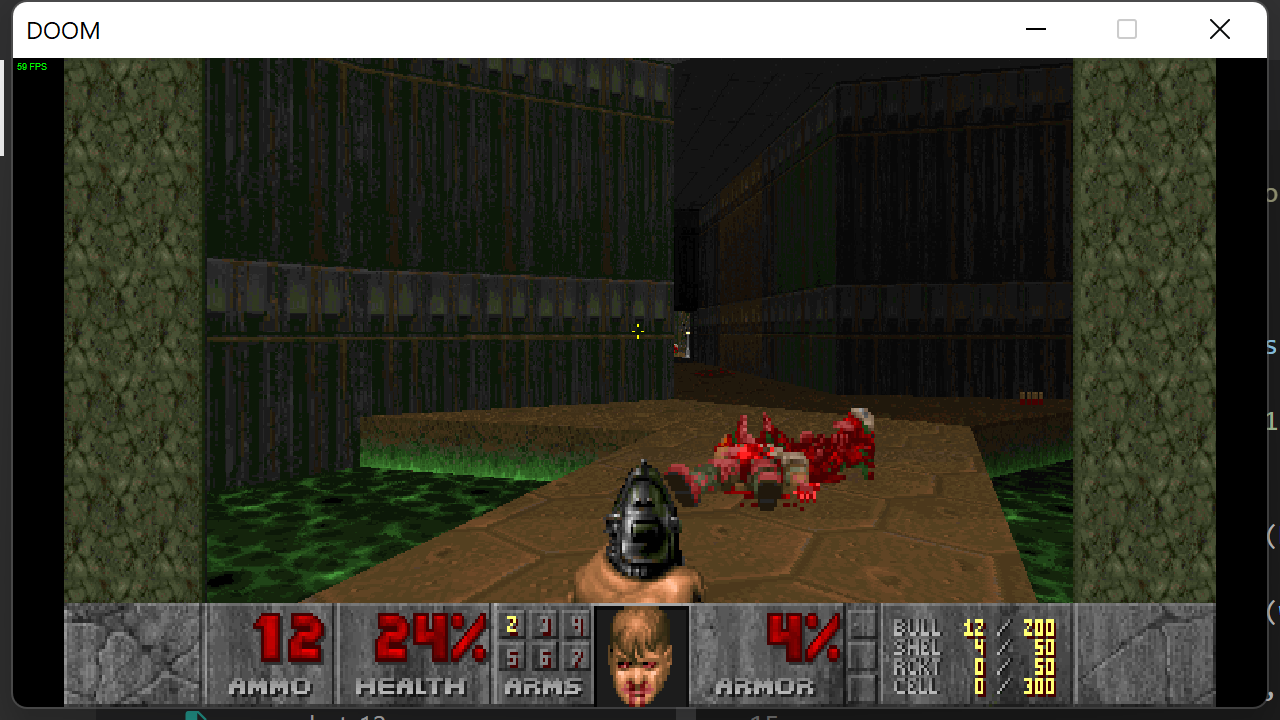 DOOM
59 FPS
12
24%
2 3 4
5 6 7
4%
AMMO
HEALTH
ARMS
ARMOR
BULL 12 / 200
SHEL 4 / 50
RCKT 0 / 50
CELL 0 / 300